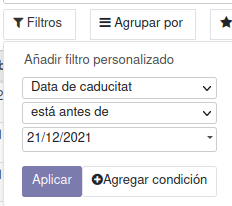 Filtros Agrupar por
Añadir filtro personalizado
Data de caducitat
está antes de
21/12/2021
Aplicar Agregar condición